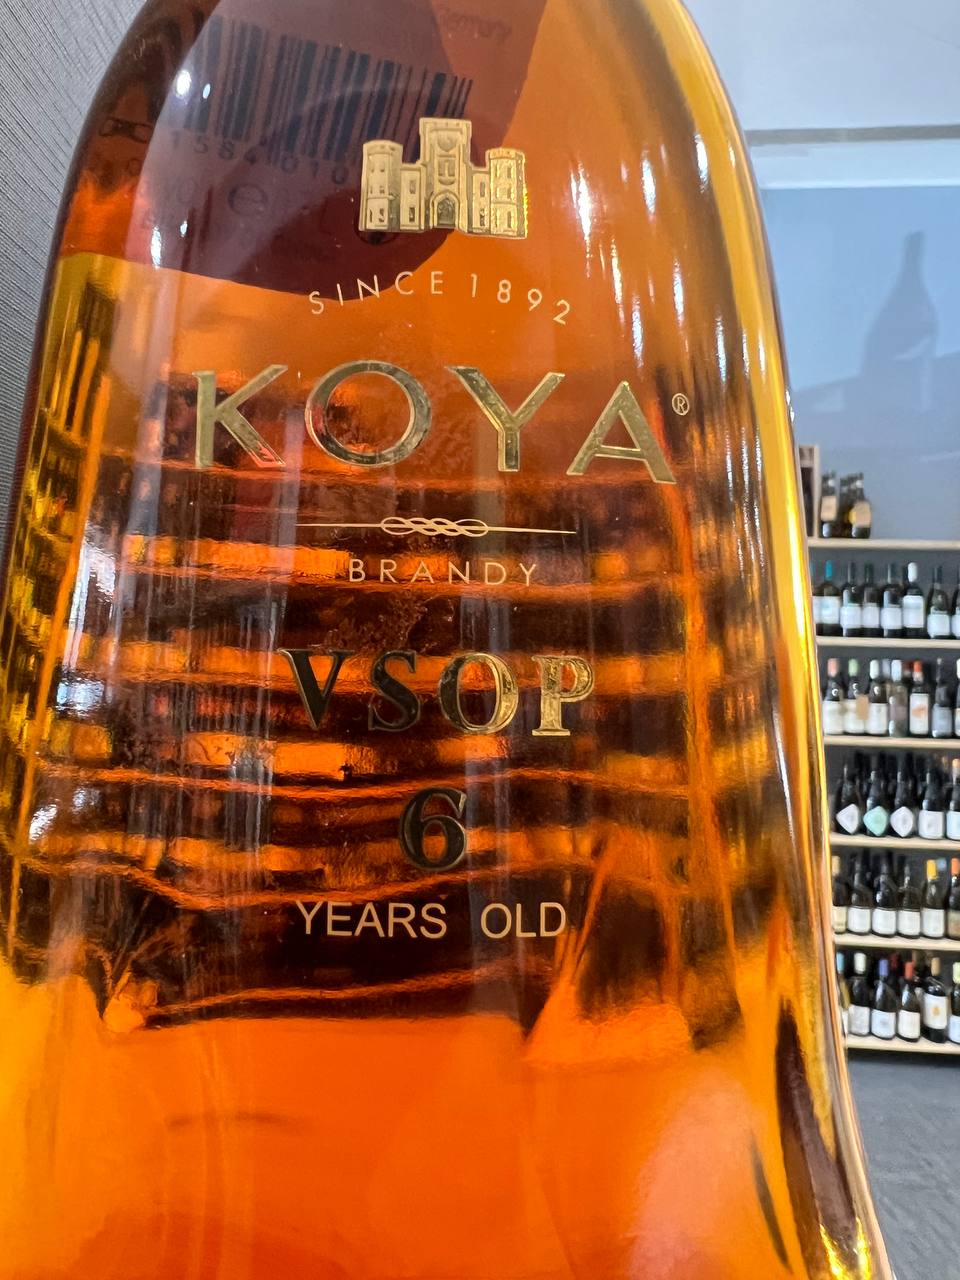 SINCE 1892
KOYA®
BRANDY
VSOP
6
YEARS OLD